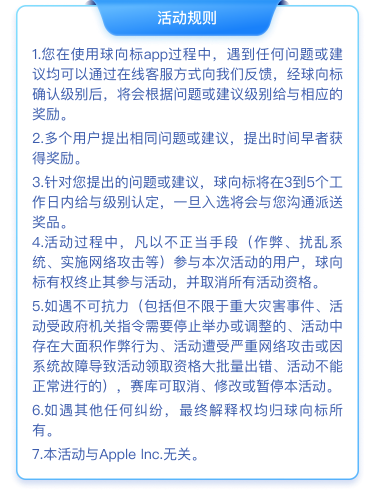 活动规则
1.您在使用球向标app过程中，遇到任何问题或建
议均可以通过在线客服方式向我们反馈，经球向标
确认级别后，将会根据问题或建议级别给与相应的
奖励。
2.多个用户提出相同问题或建议，提出时间早者获
得奖励。
3.针对您提出的问题或建议，球向标将在3到5个工
作日内给与级别认定，一旦入选将会与您沟通派送
奖品。
4.活动过程中，凡以不正当手段（作弊、扰乱系
统、实施网络攻击等）参与本次活动的用户，球向
标有权终止其参与活动，并取消所有活动资格。
5.如遇不可抗力（包括但不限于重大灾害事件、活
动受政府机关指令需要停止举办或调整的、活动中
存在大面积作弊行为、活动遭受严重网络攻击或因
系统故障导致活动领取资格大批量出错、活动不能
正常进行的），赛库可取消、修改或暂停本活动。
6.如遇其他任何纠纷，最终解释权均归球向标所
有。
7.本活动与Apple Inc.无关。